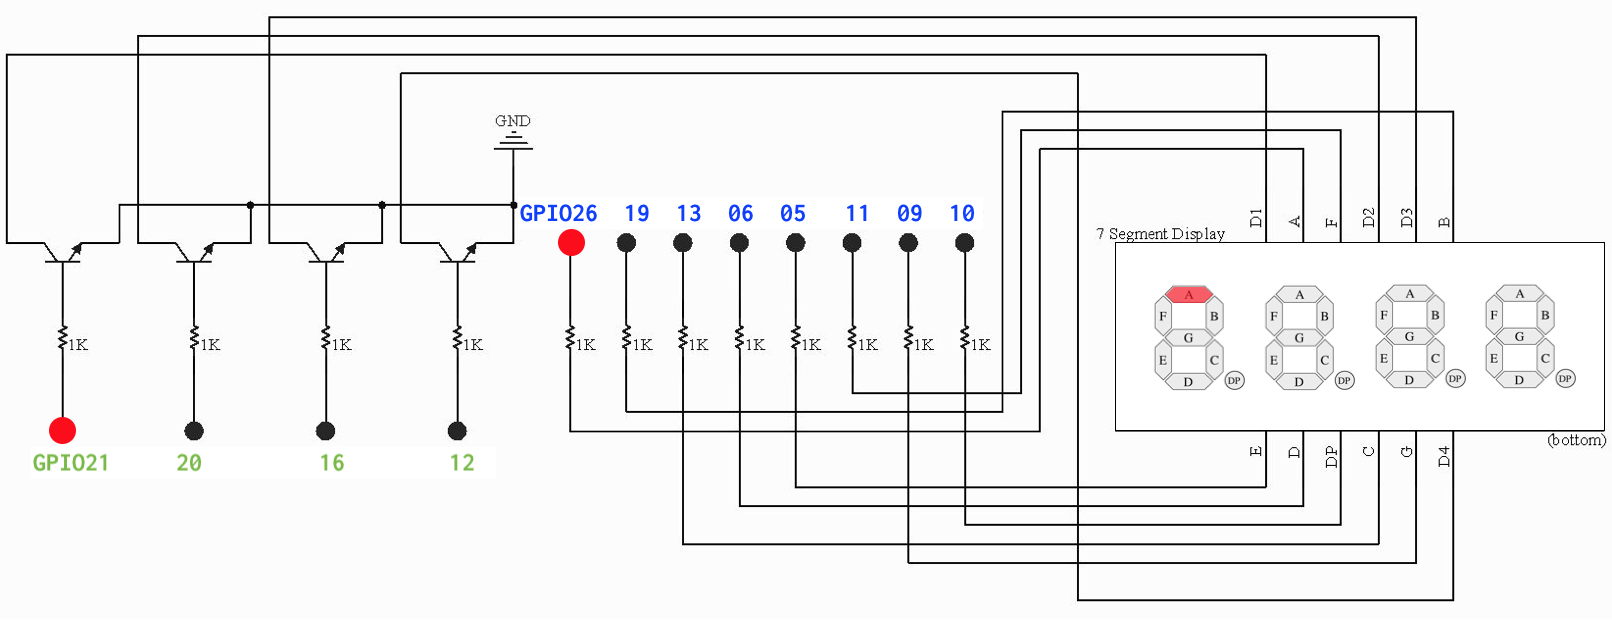 GND
GPIO26 19 13 06 05 11 09 10
D1 A F D2 D3 B
7 Segment Display
A A A A
F B F B F B F B
G G G G
1K 1K 1K 1K 1K 1K 1K 1K 1K 1K 1K 1K
E C E C E C E C
D DP D DP D DP D DP
(bottom)
E D DP C G D4
GPIO21 20 16 12